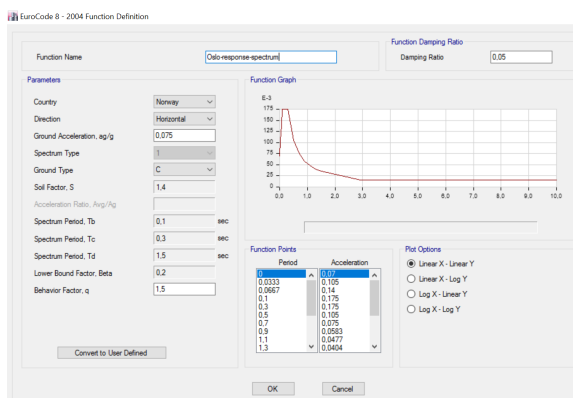 EuroCode 8 - 2004 Function Definition
Function Damping Ratio
Function Name
Oslo-response-spectrum
Damping Ratio
0,05
Parameters
Function Graph
Country
Norway
Direction
Horizontal
Ground Acceleration, ag/g
0,075
Spectrum Type
1
Ground Type
C
Soil Factor, S
1,4
Acceleration Ratio, Avg/Ag
Spectrum Period, Tb
0,1
sec
Spectrum Period, Tc
0,3
sec
Spectrum Period, Td
1,5
sec
Lower Bound Factor, Beta
0,2
Behavior Factor, q
1,5
Convert to User Defined
E-3
175
150
125
100
75
50
25
0
0,0 1,0 2,0 3,0 4,0 5,0 6,0 7,0 8,0 9,0 10,0
Function Points
Period Acceleration
0 0,07
0,0333 0,105
0,0667 0,14
0,1 0,175
0,3 0,175
0,5 0,105
0,7 0,075
0,9 0,0583
1,1 0,0477
1,3 0,0404
Plot Options
Linear X - Linear Y
Linear X - Log Y
Log X - Linear Y
Log X - Log Y
OK
Cancel